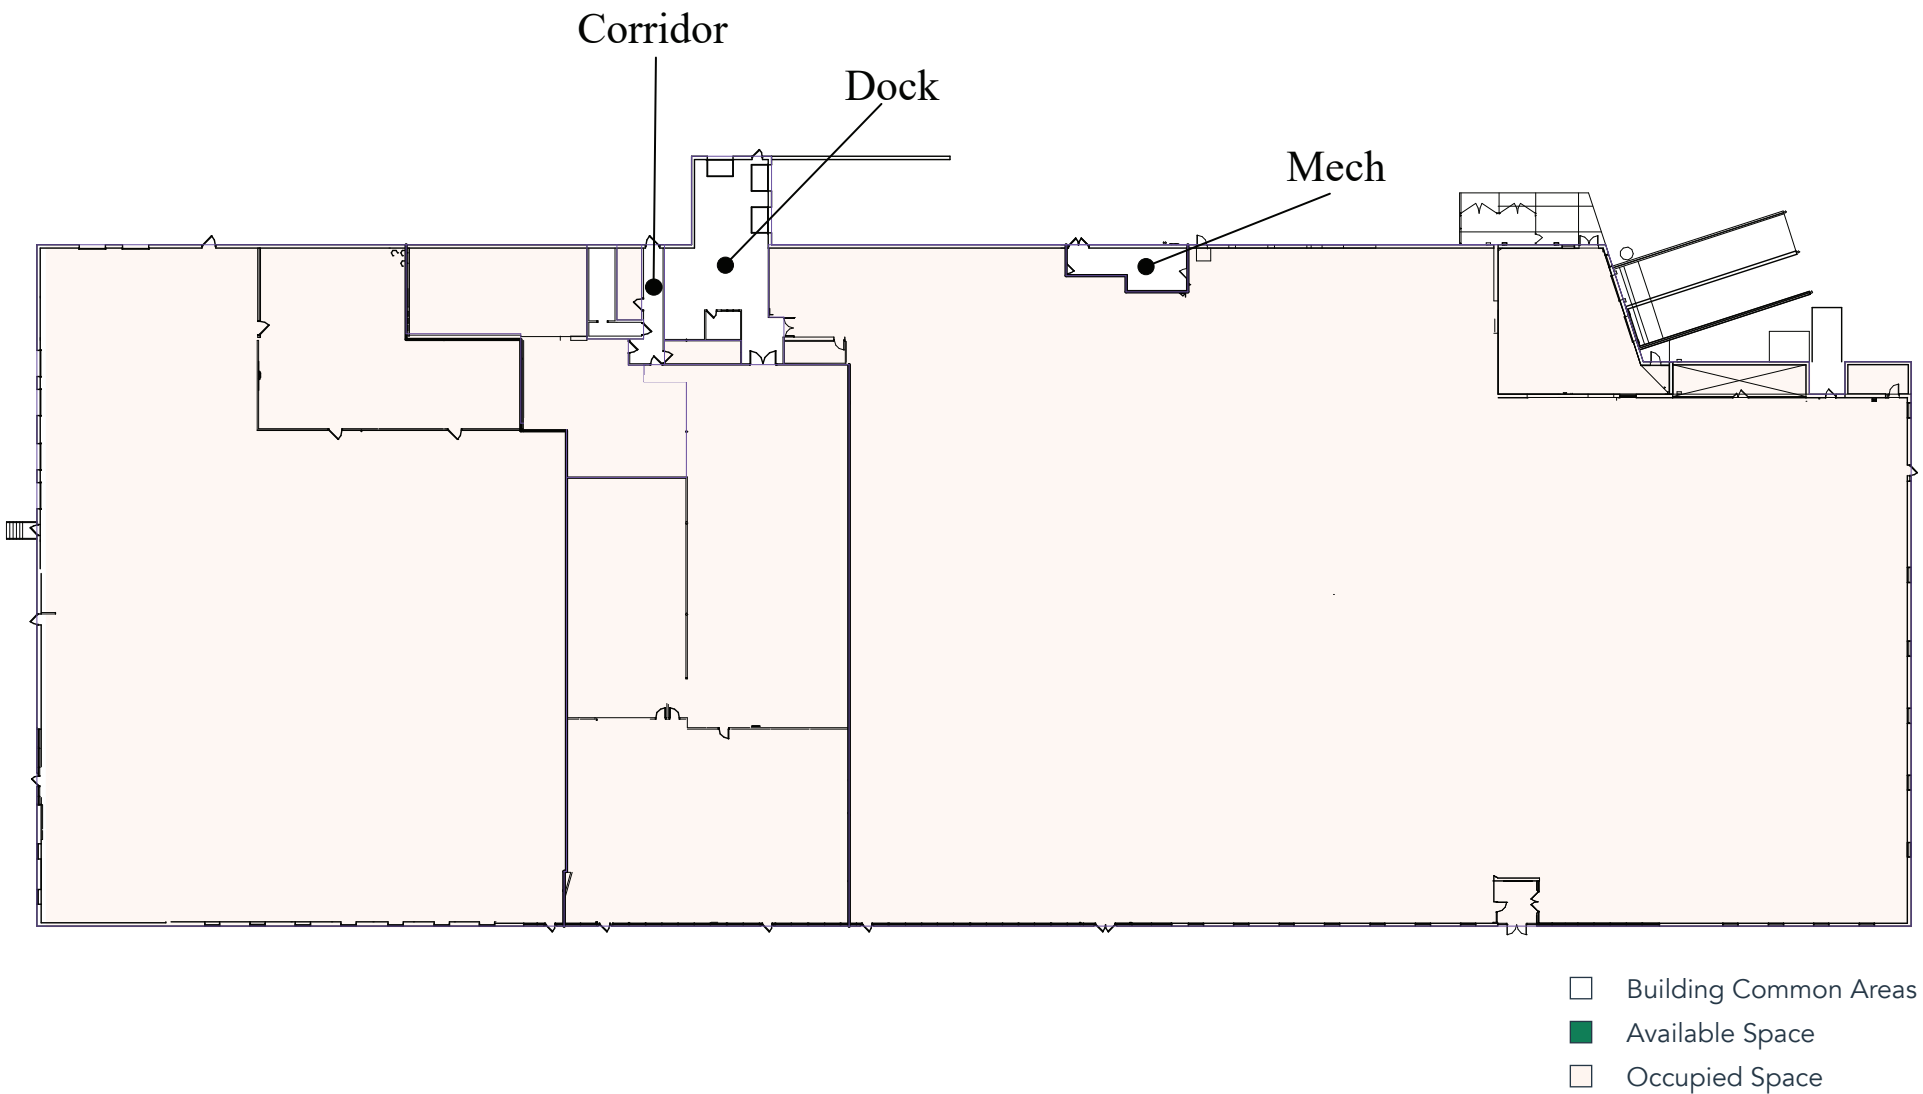 Corridor
Dock
Mech
Building Common Areas
Available Space
Occupied Space